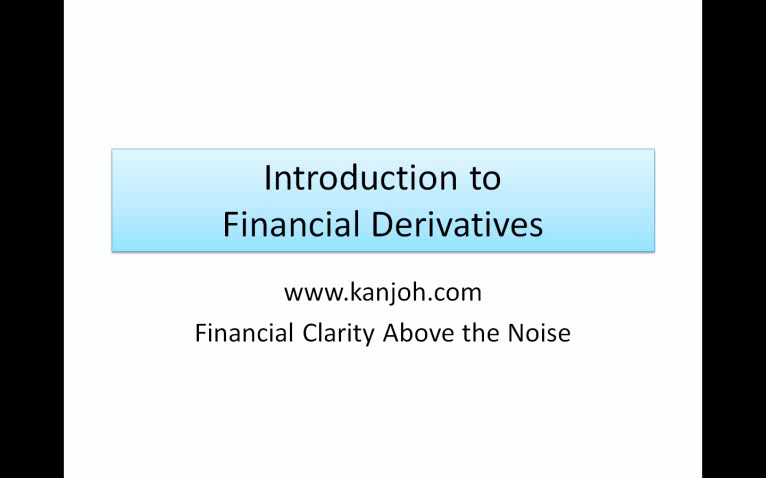 Introduction to
Financial Derivatives
www.kanjoh.com
Financial Clarity Above the Noise